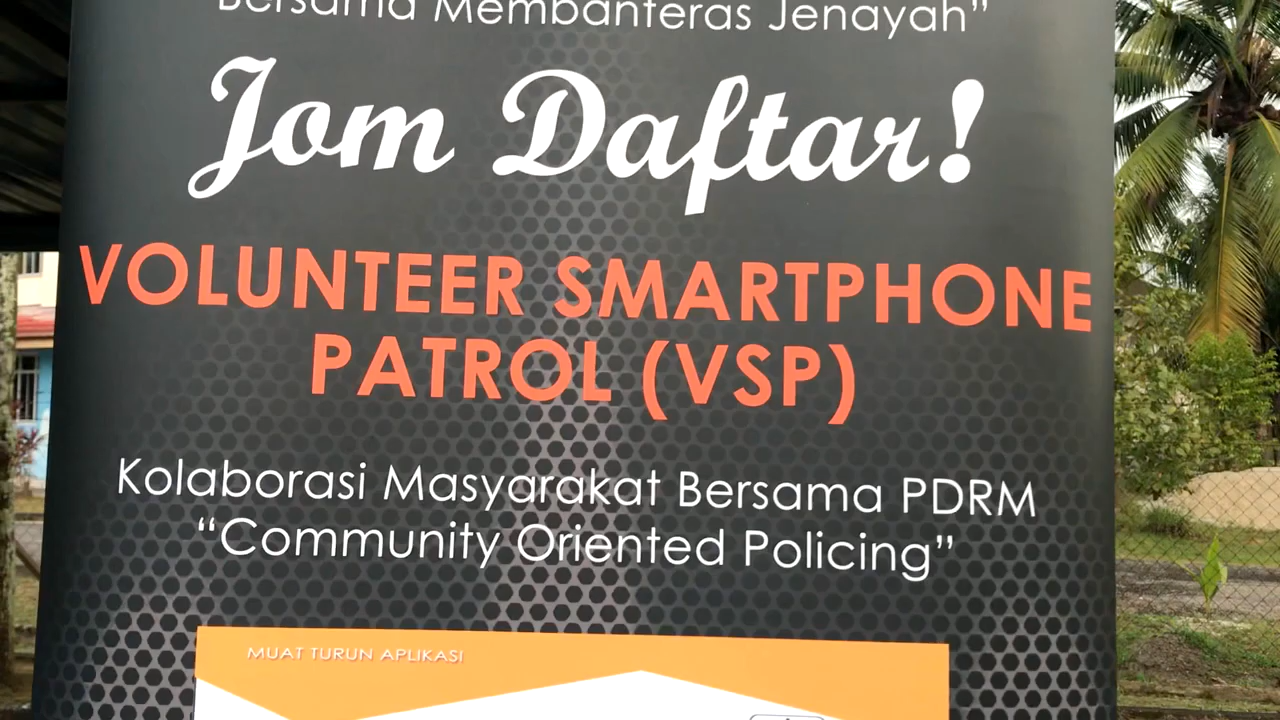 Bersama Membanteras Jenayah”
Jom Daftar!
VOLUNTEER SMARTPHONE
PATROL (VSP)
Kolaborasi Masyarakat Bersama PDRM
“Community Oriented Policing”
MUAT TURUN APLIKASI